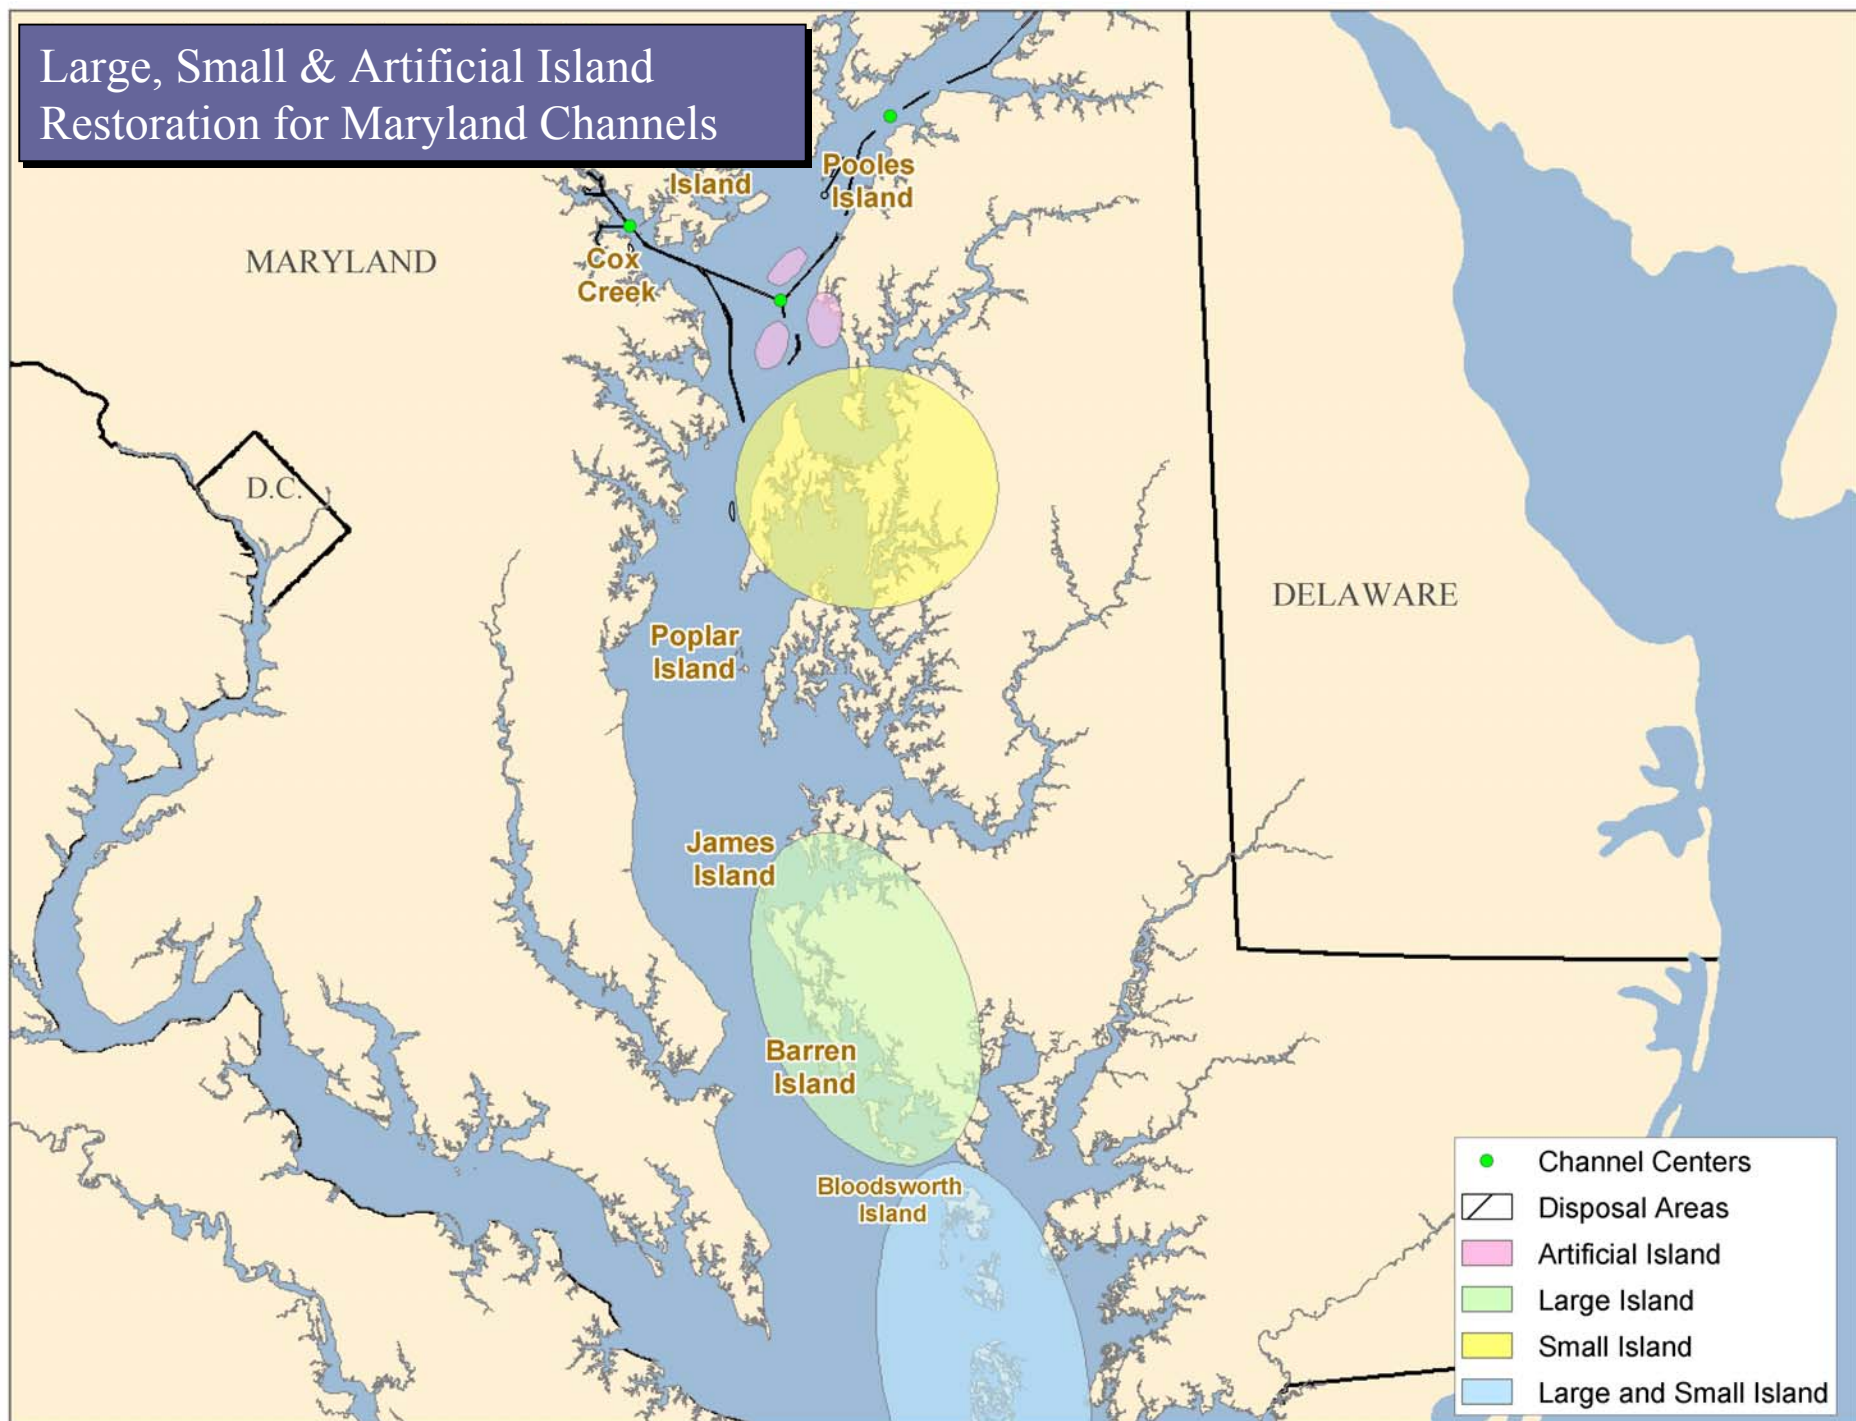 Large, Small & Artificial Island
Restoration for Maryland Channels
Pooles
Island
Island
MARYLAND
Cox
Creek
D.C.
DELAWARE
Poplar
Island
James
Island
Barren
Island
Bloodsworth
Island
Channel Centers
Disposal Areas
Artificial Island
Large Island
Small Island
Large and Small Island